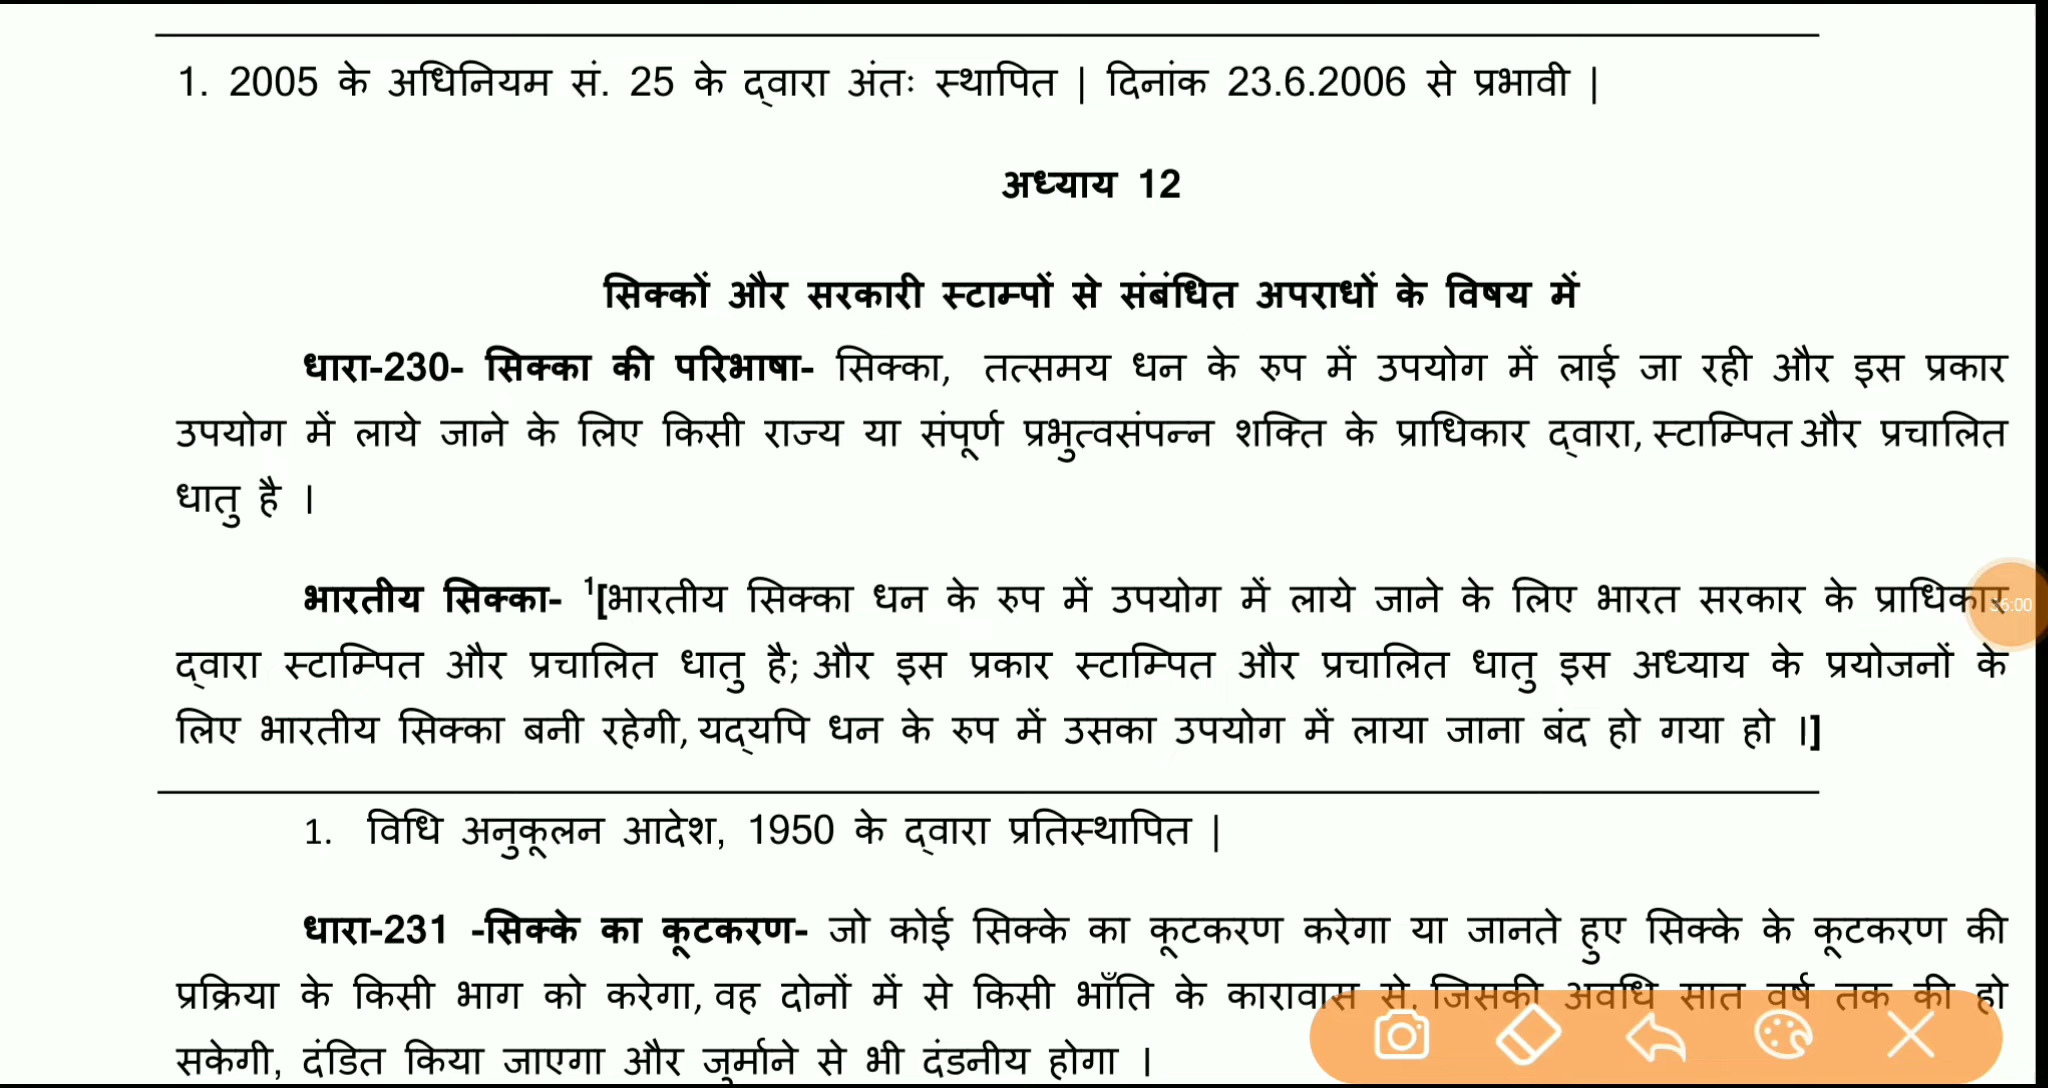 1. 2005 के अधिनियम सं. 25 के द्वारा अंतः स्थापित | दिनांक 23.6.2006 से प्रभावी |
अध्याय 12
सिक्कों और सरकारी स्टाम्पों से संबंधित अपराधों के विषय में
धारा-230- सिक्का की परिभाषा- सिक्का, तत्समय धन के रुप में उपयोग में लाई जा रही और इस प्रकार
उपयोग में लाये जाने के लिए किसी राज्य या संपूर्ण प्रभुत्वसंपन्न शक्ति के प्राधिकार द्वारा, स्टाम्पित और प्रचालित
धातु है ।
भारतीय सिक्का- ¹[भारतीय सिक्का धन के रुप में उपयोग में लाये जाने के लिए भारत सरकार के प्राधिकार
36:00
द्वारा स्टाम्पित और प्रचालित धातु है; और इस प्रकार स्टाम्पित और प्रचालित धातु इस अध्याय के प्रयोजनों के
लिए भारतीय सिक्का बनी रहेगी, यद्यपि धन के रुप में उसका उपयोग में लाया जाना बंद हो गया हो ।]
1. विधि अनुकूलन आदेश, 1950 के द्वारा प्रतिस्थापित |
धारा-231 -सिक्के का कूटकरण- जो कोई सिक्के का कूटकरण करेगा या जानते हुए सिक्के के कूटकरण की
प्रक्रिया के किसी भाग को करेगा, वह दोनों में से किसी भाँति के कारावास से, जिसकी अवधि सात वर्ष तक की हो
सकेगी, दंडित किया जाएगा और जुर्माने से भी दंडनीय होगा ।